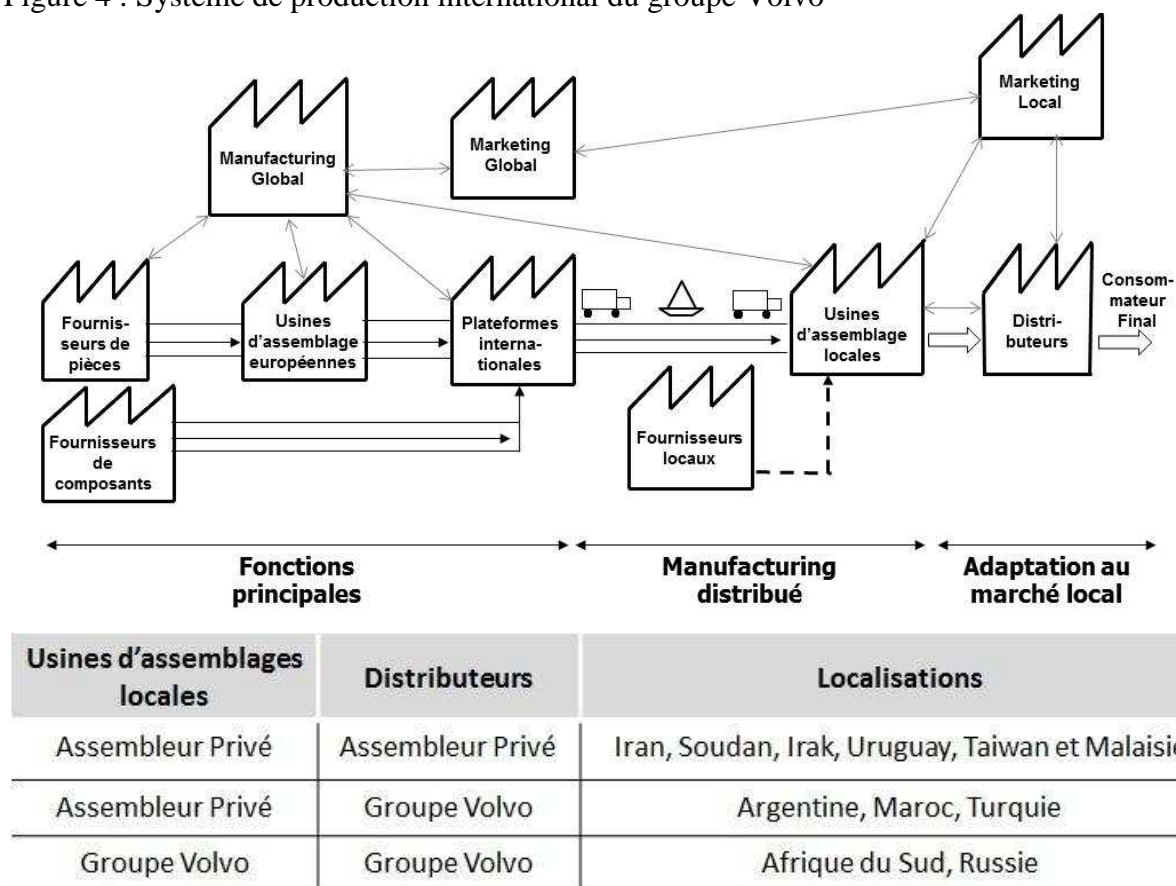 Figure 4 : Système de production international du groupe Volvo
Marketing
Local
Manufacturing
Global
Marketing
Global
Fournis-
seurs de
pièces
Usines
d'assemblage
européennes
Plateformes
interna-
tionales
Usines
d'assemblage
locales
Distri-
buteurs
Consom-
mateur
Final
Fournisseurs
de
composants
Fournisseurs
locaux
Fonctions
principales
Manufacturing
distribué
Adaptation au
marché local
Usines d'assemblages
locales
Distributeurs
Localisations
Assembleur Privé
Assembleur Privé
Iran, Soudan, Irak, Uruguay, Taiwan et Malaisie
Assembleur Privé
Groupe Volvo
Argentine, Maroc, Turquie
Groupe Volvo
Groupe Volvo
Afrique du Sud, Russie